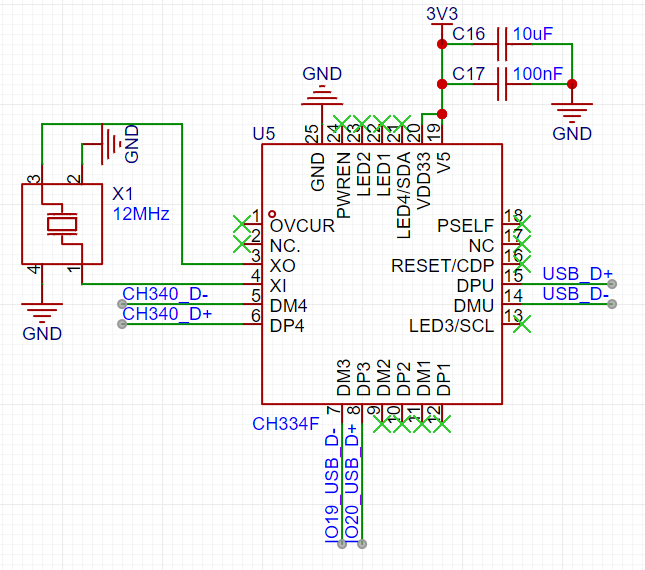 3V3
C16
10uF
C17
100nF
GND
GND
GND
U5
X1
12MHz
3
2
4
1
GND
25
24
23
22
21
20
19
GND
PWREN
LED2
LED1
LED4/SDA
VDD33
V5
1
OVCUR
2
NC.
3
XO
4
XI
5
DM4
6
DP4
CH340_D-
CH340_D+
18
PSELF
17
NC
16
RESET/CDP
15
DPU
14
DMU
13
LED3/SCL
USB_D+
USB_D-
DM3
DP3
DM2
DP2
DM1
DP1
7
8
9
10
11
12
CH334F
IO19_USB_D-
IO20_USB_D+